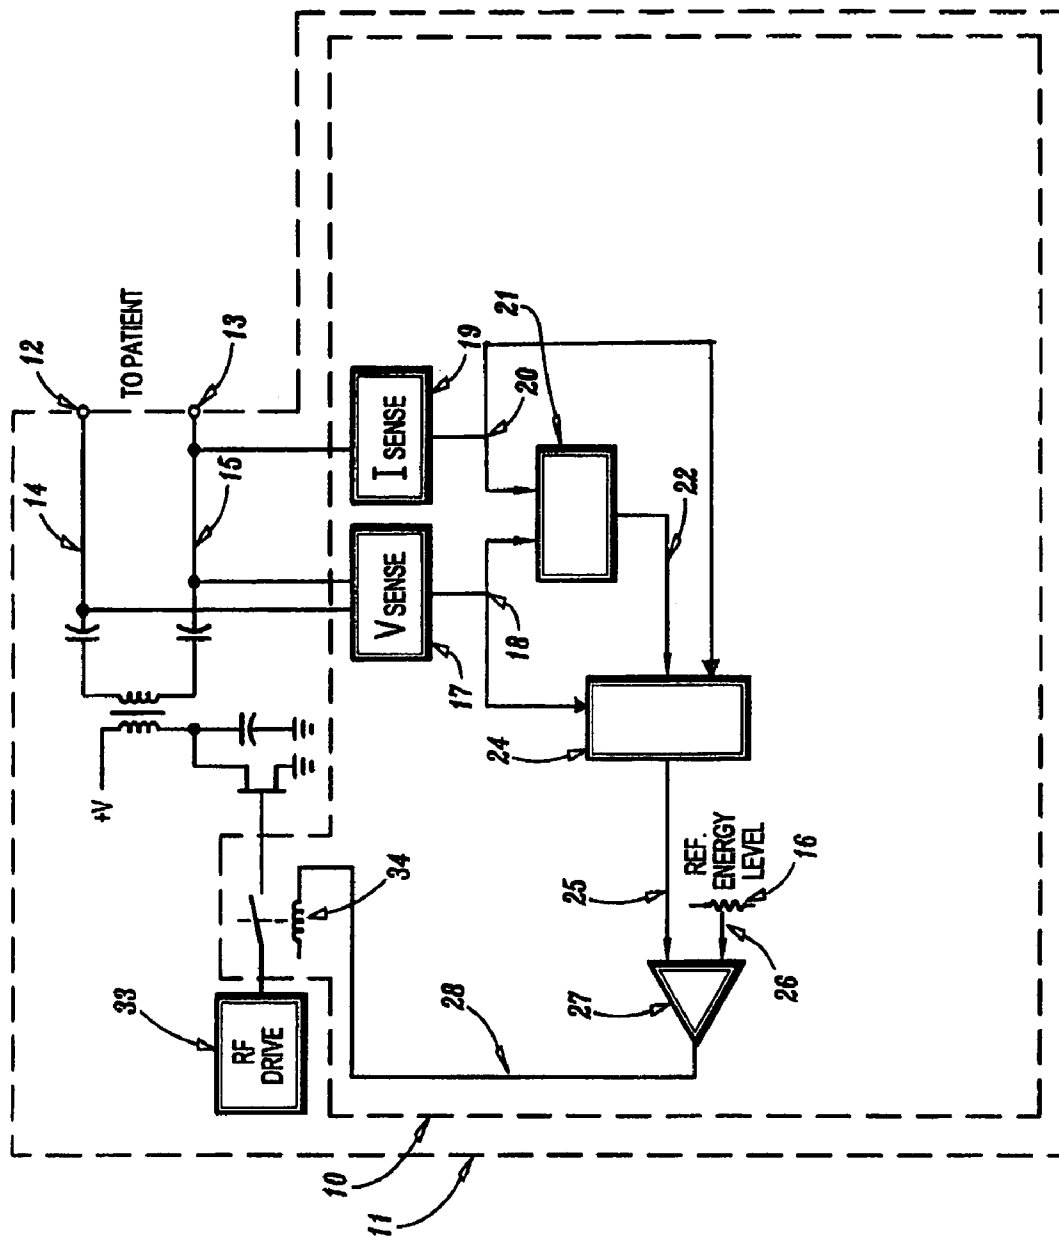 33
RF
DRIVE
+V
34
14
15
12
TO PATIENT
13
V SENSE
17
18
I SENSE
19
20
21
22
24
25
REF.
ENERGY
LEVEL
16
26
27
28
10
11